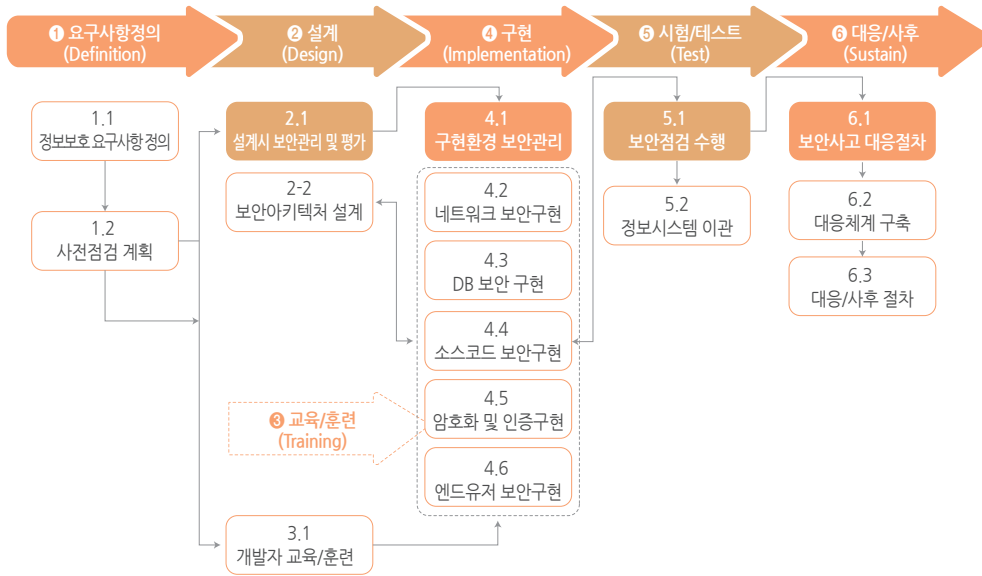 ❶ 요구사항정의
(Definition)
❷ 설계
(Design)
❹ 구현
(Implementation)
❺ 시험/테스트
(Test)
❻ 대응/사후
(Sustain)
1.1
정보보호 요구사항 정의
1.2
사전점검 계획
2.1
설계시 보안관리 및 평가
2-2
보안아키텍처 설계
❸ 교육/훈련
(Training)
3.1
개발자 교육/훈련
4.1
구현환경 보안관리
4.2
네트워크 보안구현
4.3
DB 보안 구현
4.4
소스코드 보안구현
4.5
암호화 및 인증구현
4.6
엔드유저 보안구현
5.1
보안점검 수행
5.2
정보시스템 이관
6.1
보안사고 대응절차
6.2
대응체계 구축
6.3
대응/사후 절차